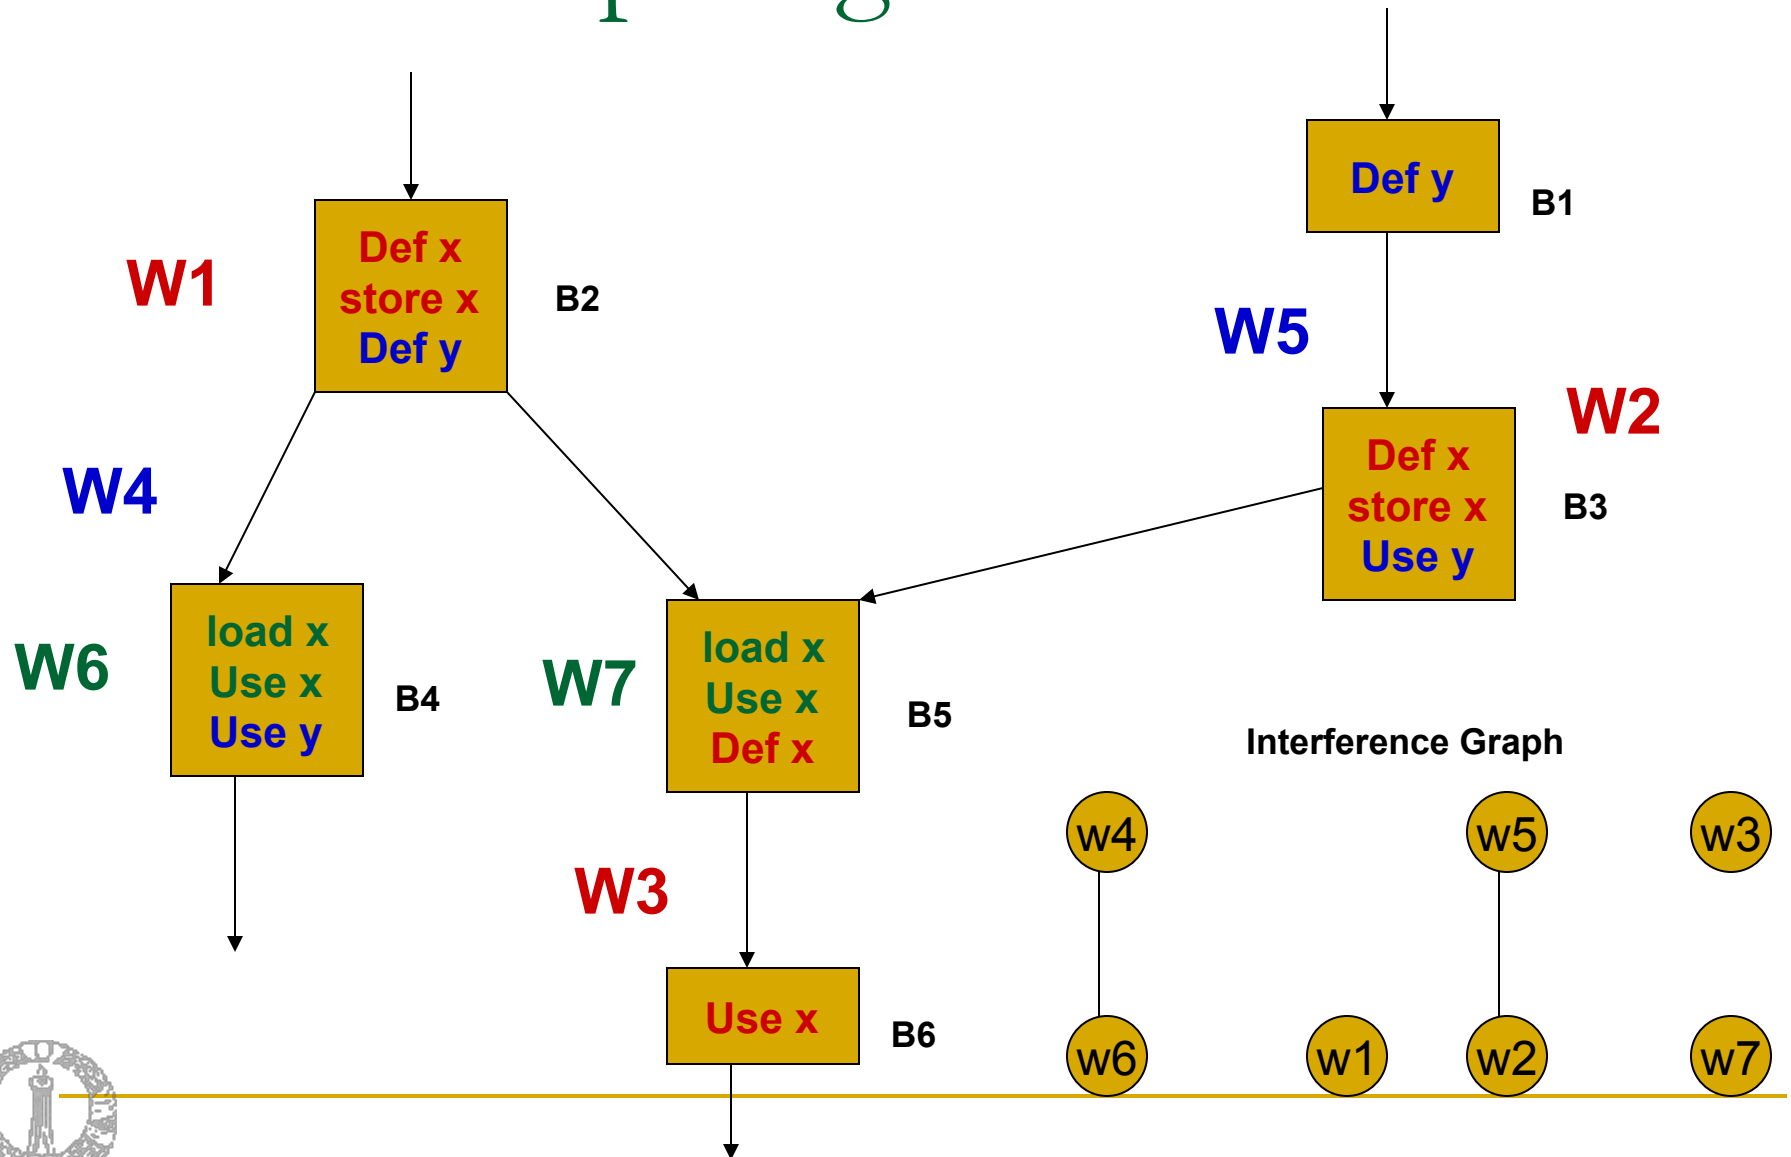 Def y
B1
W1
Def x
store x
Def y
B2
W5
W2
Def x
store x
Use y
B3
W4
W6
load x
Use x
Use y
B4
W7
load x
Use x
Def x
B5
Interference Graph
w4
w5
w3
W3
Use x
B6
w6
w1
w2
w7